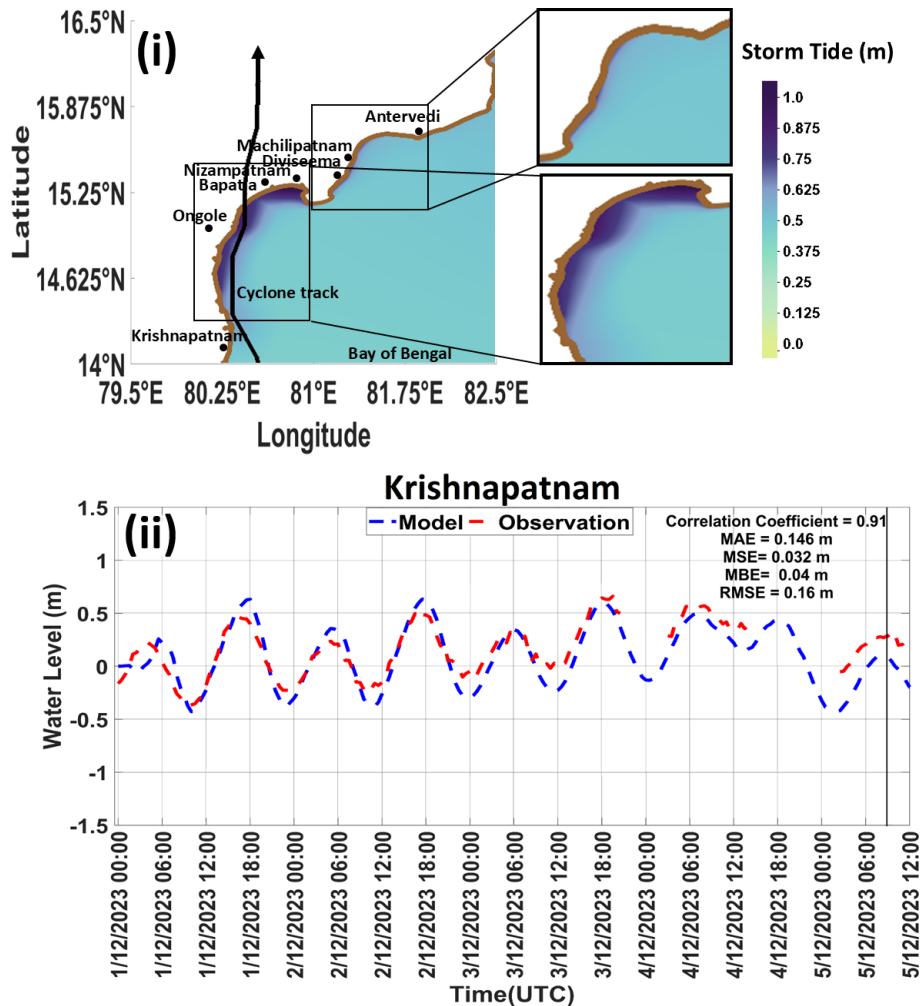 (i)
Latitude
16.5°N
15.875°N
15.25°N
14.625°N
14°N
79.5°E 80.25°E 81°E 81.75°E 82.5°E
Longitude
Antervedi
Machilipatnam
Diviseema
Nizampatnam
Bapatla
Ongole
Cyclone track
Krishnapatnam
Bay of Bengal
Storm Tide (m)
1.0
0.875
0.75
0.625
0.5
0.375
0.25
0.125
0.0
Krishnapatnam
(ii)
Model Observation
Correlation Coefficient = 0.91
MAE = 0.146 m
MSE= 0.032 m
MBE= 0.04 m
RMSE = 0.16 m
Water Level (m)
1.5
1
0.5
0
-0.5
-1
-1.5
1/12/2023 00:00
1/12/2023 06:00
1/12/2023 12:00
1/12/2023 18:00
2/12/2023 00:00
2/12/2023 06:00
2/12/2023 12:00
2/12/2023 18:00
3/12/2023 00:00
3/12/2023 06:00
3/12/2023 12:00
3/12/2023 18:00
4/12/2023 00:00
4/12/2023 06:00
4/12/2023 12:00
4/12/2023 18:00
5/12/2023 00:00
5/12/2023 06:00
5/12/2023 12:00
Time(UTC)